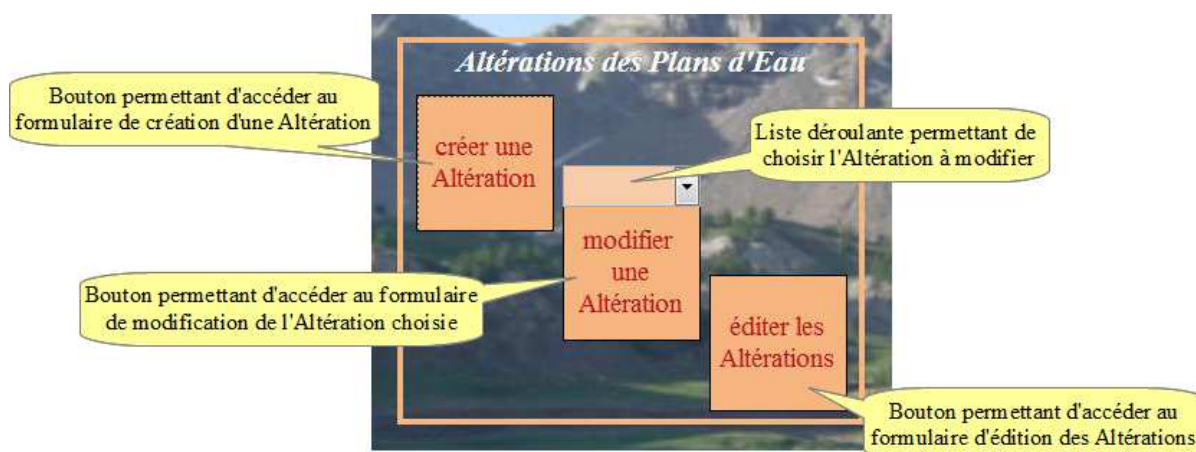 Altérations des Plans d'Eau
Bouton permettant d'accéder au
formulaire de création d'une Altération
créer une
Altération
Liste déroulante permettant de
choisir l'Altération à modifier
modifier
une
Altération
Bouton permettant d'accéder au formulaire
de modification de l'Altération choisie
éditer les
Altérations
Bouton permettant d'accéder au
formulaire d'édition des Altérations